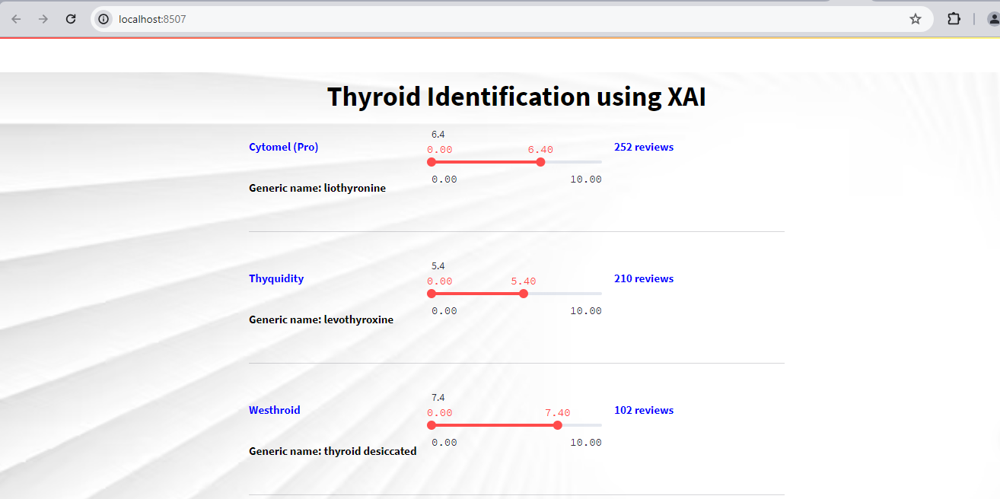 localhost:8507
Thyroid Identification using XAI
6.4
Cytomel (Pro)
0.00 6.40
252 reviews
0.00 10.00
Generic name: liothyronine
5.4
Thyquidity
0.00 5.40
210 reviews
0.00 10.00
Generic name: levothyroxine
7.4
Westhroid
0.00 7.40
102 reviews
0.00 10.00
Generic name: thyroid desiccated